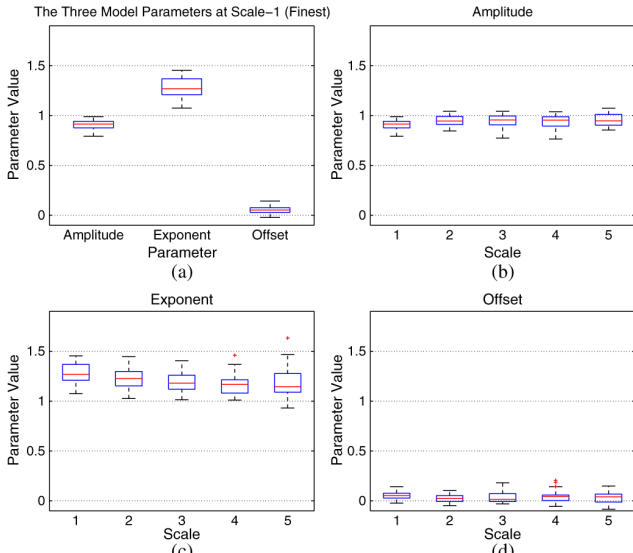 The Three Model Parameters at Scale−1 (Finest)
Parameter Value
1.5
1
0.5
0
Amplitude Exponent Offset
Parameter
(a)
Amplitude
Parameter Value
1.5
1
0.5
0
1 2 3 4 5
Scale
(b)
Exponent
Parameter Value
1.5
1
0.5
0
1 2 3 4 5
Scale
(c)
Offset
Parameter Value
1.5
1
0.5
0
1 2 3 4 5
Scale
(d)